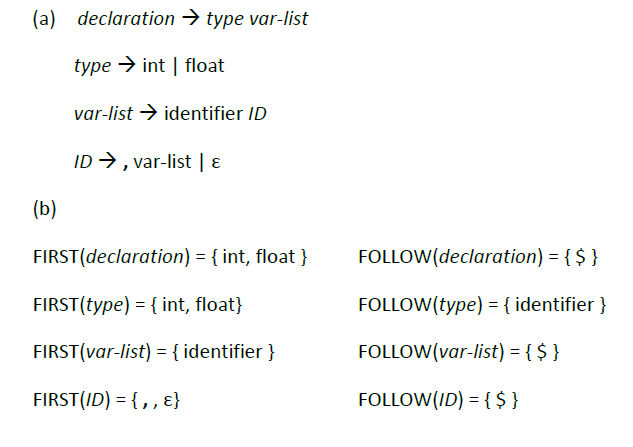 (a) declaration → type var-list
type → int | float
var-list → identifier ID
ID → , var-list | ε
(b)
FIRST(declaration) = { int, float } FOLLOW(declaration) = { $ }
FIRST(type) = { int, float} FOLLOW(type) = { identifier }
FIRST(var-list) = { identifier } FOLLOW(var-list) = { $ }
FIRST(ID) = { , , ε} FOLLOW(ID) = { $ }